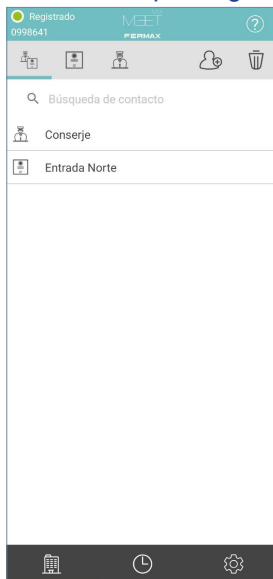 Registrado
0998641
MEET
FERMAX
?
Búsqueda de contacto
Conserje
Entrada Norte